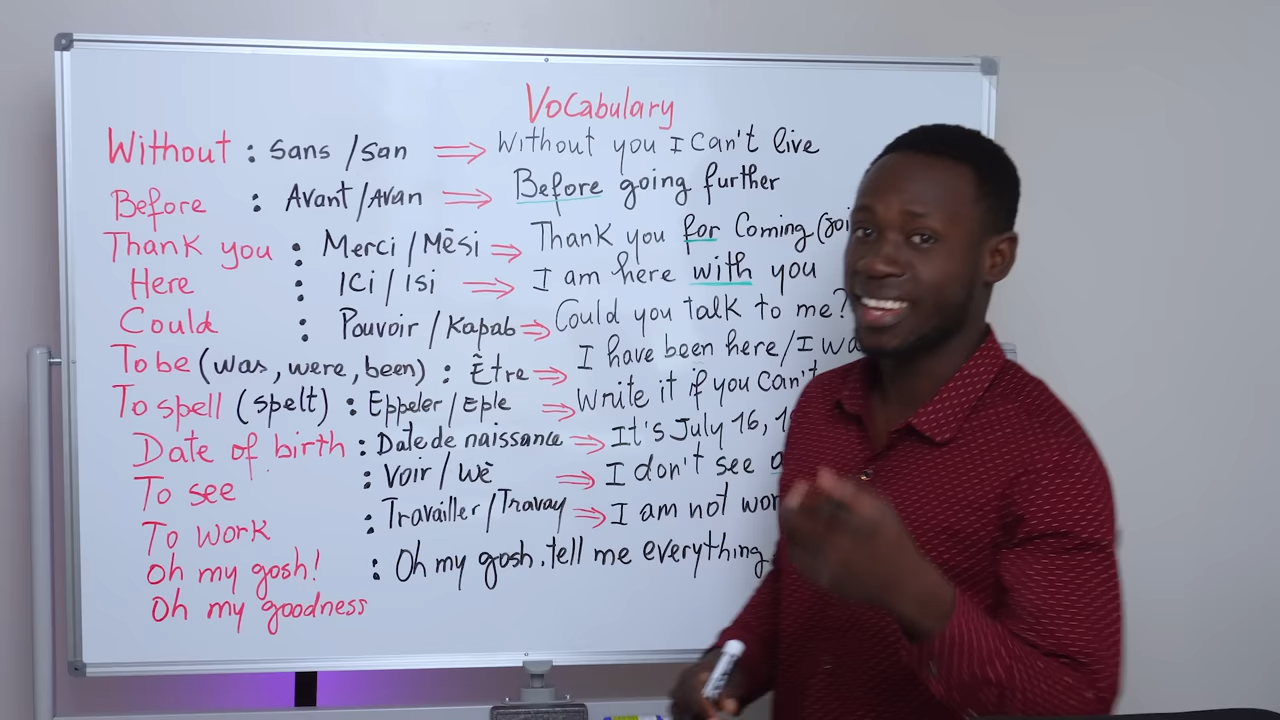 Vocabulary
Without : Sans / San ⇒ Without you I can't live
Before : Avant / Avan ⇒ Before going further
Thank you : Merci / Mēsi ⇒ Thank you for Coming
Here : ICi / Isi ⇒ I am here with you
Could : Pouvoir / Kapab ⇒ Could you talk to me?
To be (was, were, been) : Être ⇒ I have been here / I
To spell (spelt) : Eppeler / Eple ⇒ Write it if you Can't
Date of birth : Date de naissance ⇒ It's July 16,
To see : Voir / Wè ⇒ I don't see
To work : Travailler / Travay ⇒ I am not
Oh my gosh! : Oh my gosh. tell me everything
Oh my goodness